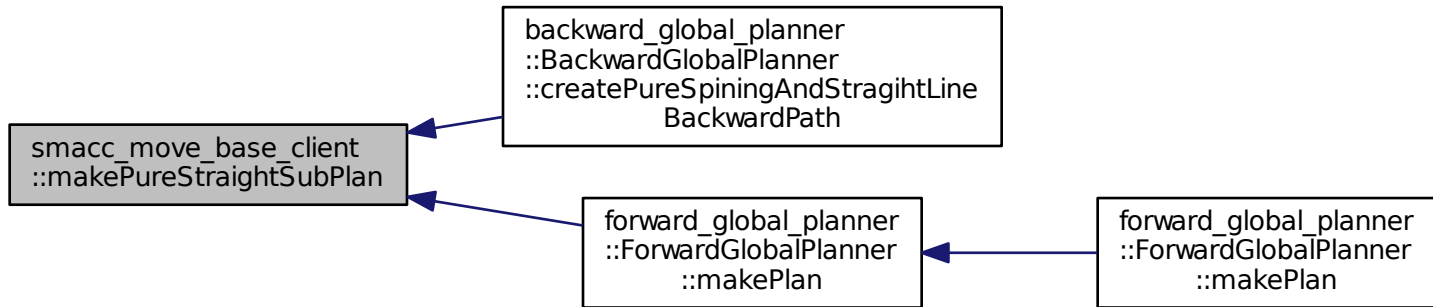 backward_global_planner
::BackwardGlobalPlanner
::createPureSpiningAndStragihtLine
BackwardPath
smacc_move_base_client
::makePureStraightSubPlan
forward_global_planner
::ForwardGlobalPlanner
::makePlan
forward_global_planner
::ForwardGlobalPlanner
::makePlan